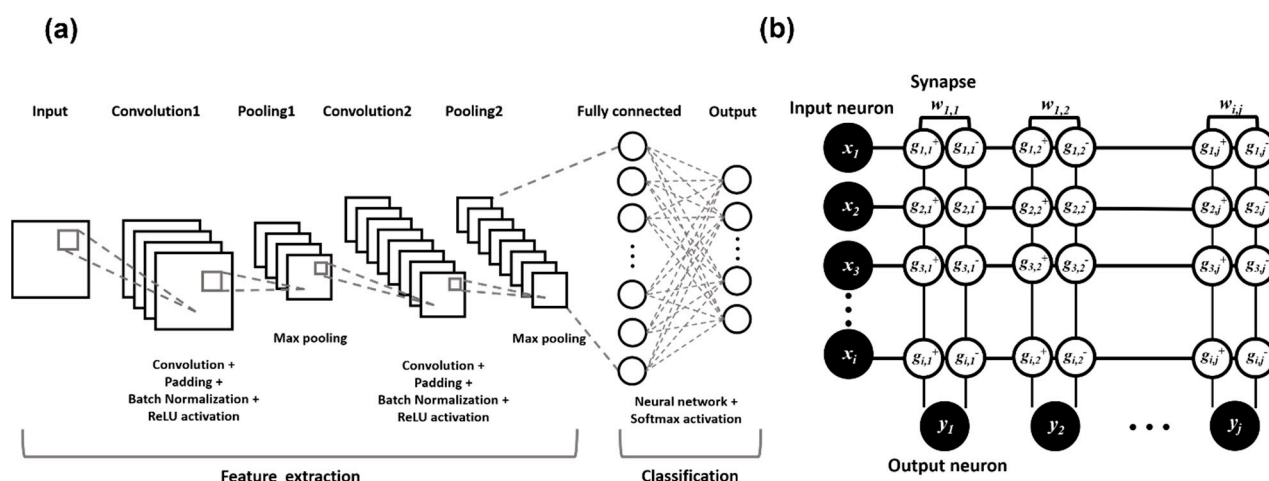 (a)
Input Convolution1 Pooling1 Convolution2 Pooling2 Fully connected Output
Max pooling
Max pooling
Convolution +
Padding +
Batch Normalization +
ReLU activation
Convolution +
Padding +
Batch Normalization +
ReLU activation
Neural network +
Softmax activation
Feature extraction
Classification
(b)
Synapse
Input neuron w1,1 w1,2 wi,j
x1 g1,1+ g1,1- g1,2+ g1,2- g1,j+ g1,j-
x2 g2,1+ g2,1- g2,2+ g2,2- g2,j+ g2,j-
x3 g3,1+ g3,1- g3,2+ g3,2- g3,j+ g3,j-
xi gi,1+ gi,1- gi,2+ gi,2- gi,j+ gi,j-
y1 y2 yj
Output neuron